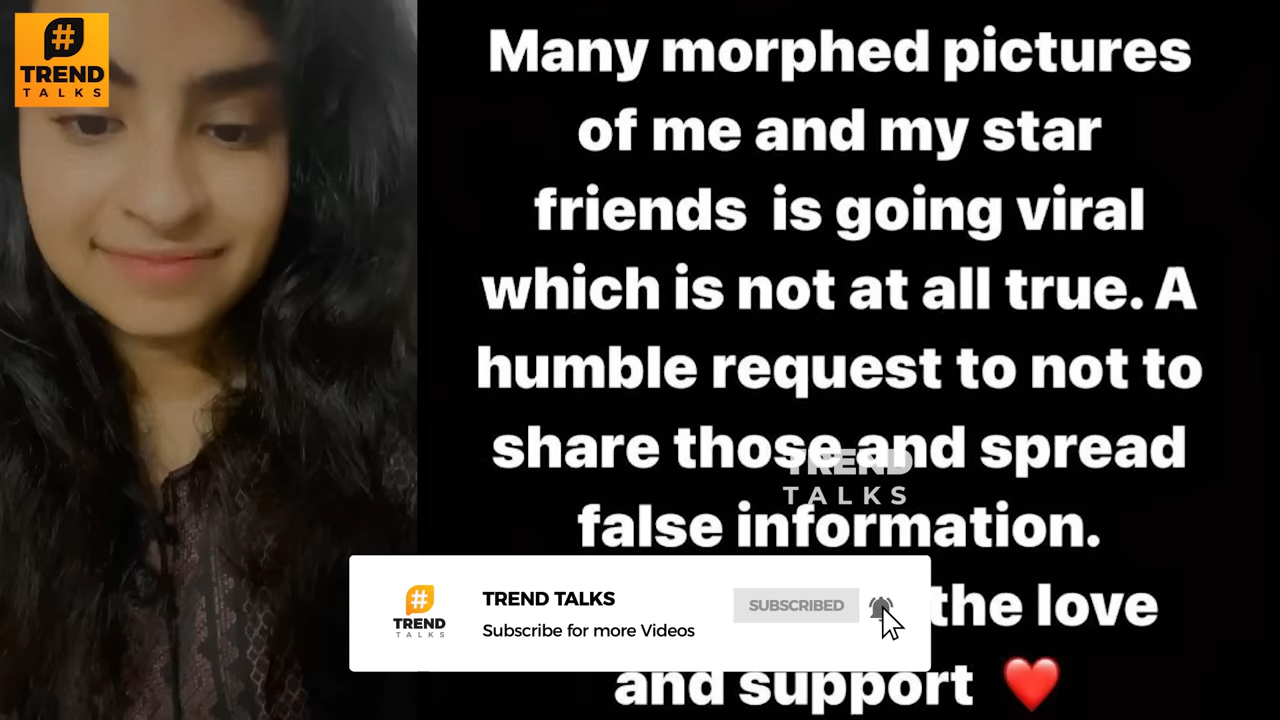 #
TREND
TALKS
Many morphed pictures
of me and my star
friends is going viral
which is not at all true. A
humble request to not to
share those and spread
false information.
the love
and support ❤️
TREND
TALKS
#
TREND
TALKS
TREND TALKS
Subscribe for more Videos
SUBSCRIBED